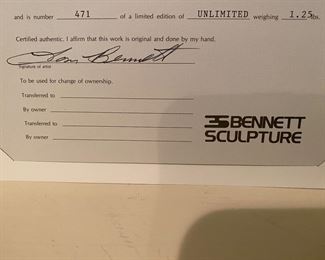 and is number 471 of a limited edition of UNLIMITED weighing 1.25 lbs.
Certified authentic. I affirm that this work is original and done by my hand.
Tom Bennett
Signature of artist
To be used for change of ownership.
Transferred to
By owner
Transferred to
By owner
BENNETT
SCULPTURE